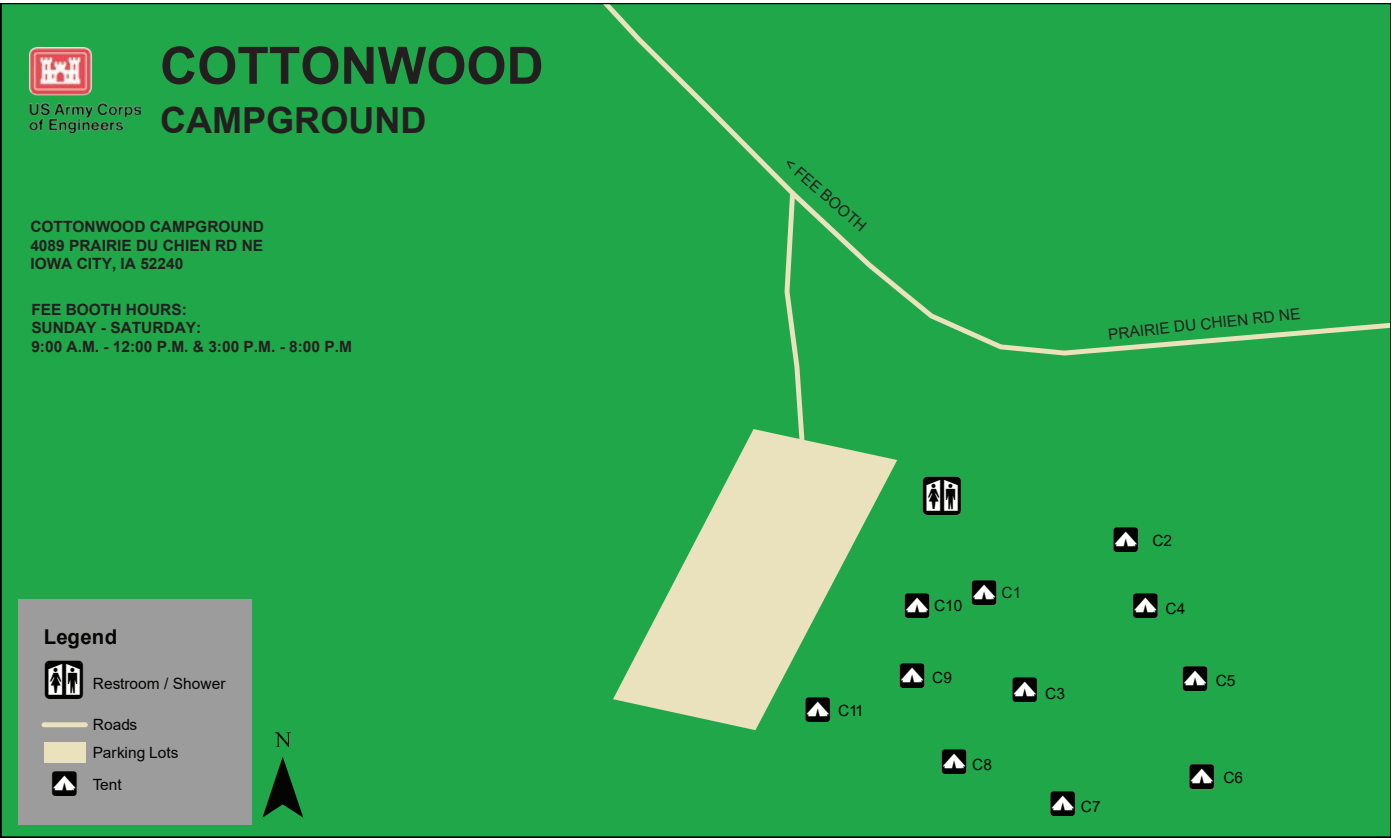 COTTONWOOD
CAMPGROUND
US Army Corps
of Engineers
COTTONWOOD CAMPGROUND
4089 PRAIRIE DU CHIEN RD NE
IOWA CITY, IA 52240
FEE BOOTH HOURS:
SUNDAY - SATURDAY:
9:00 A.M. - 12:00 P.M. & 3:00 P.M. - 8:00 P.M
< FEE BOOTH
PRAIRIE DU CHIEN RD NE
C2
C1
C10
C4
C9
C5
C3
C11
C8
C6
C7
Legend
Restroom / Shower
Roads
Parking Lots
Tent
N